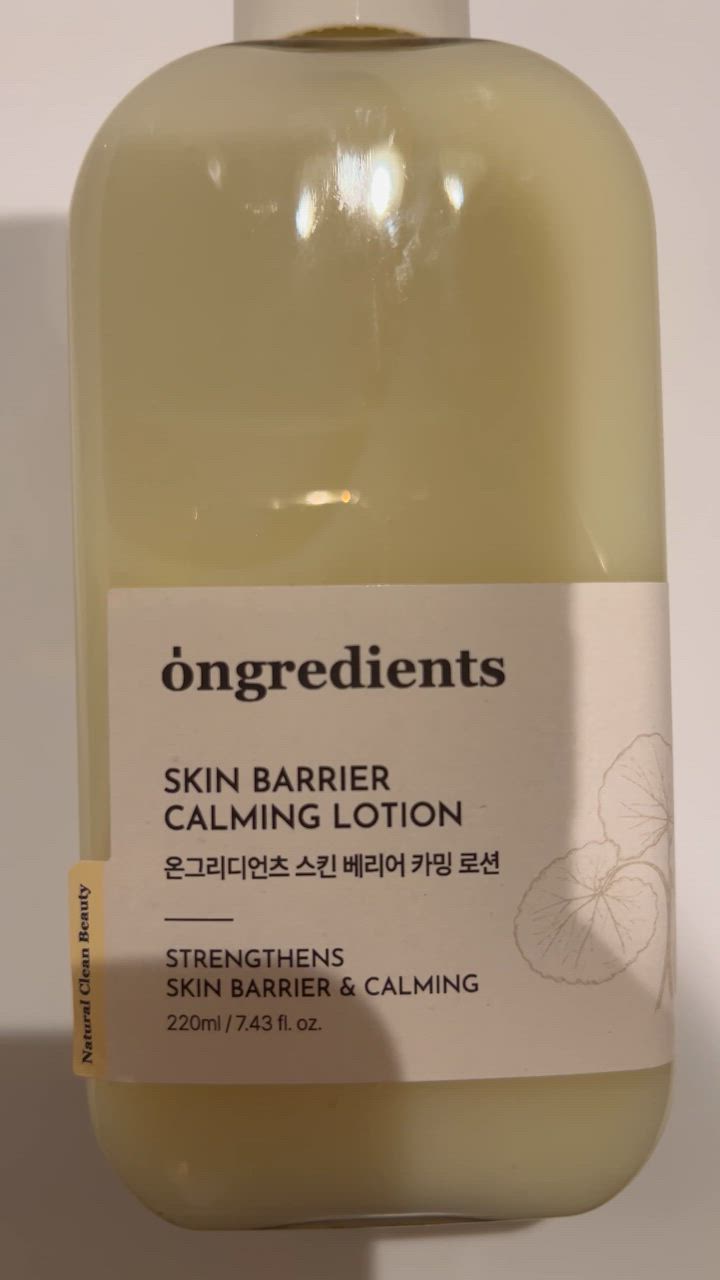 ȯngredients
SKIN BARRIER
CALMING LOTION
온그리디언츠 스킨 베리어 카밍 로션
STRENGTHENS
SKIN BARRIER & CALMING
220ml / 7.43 fl. oz.
Natural Clean Beauty